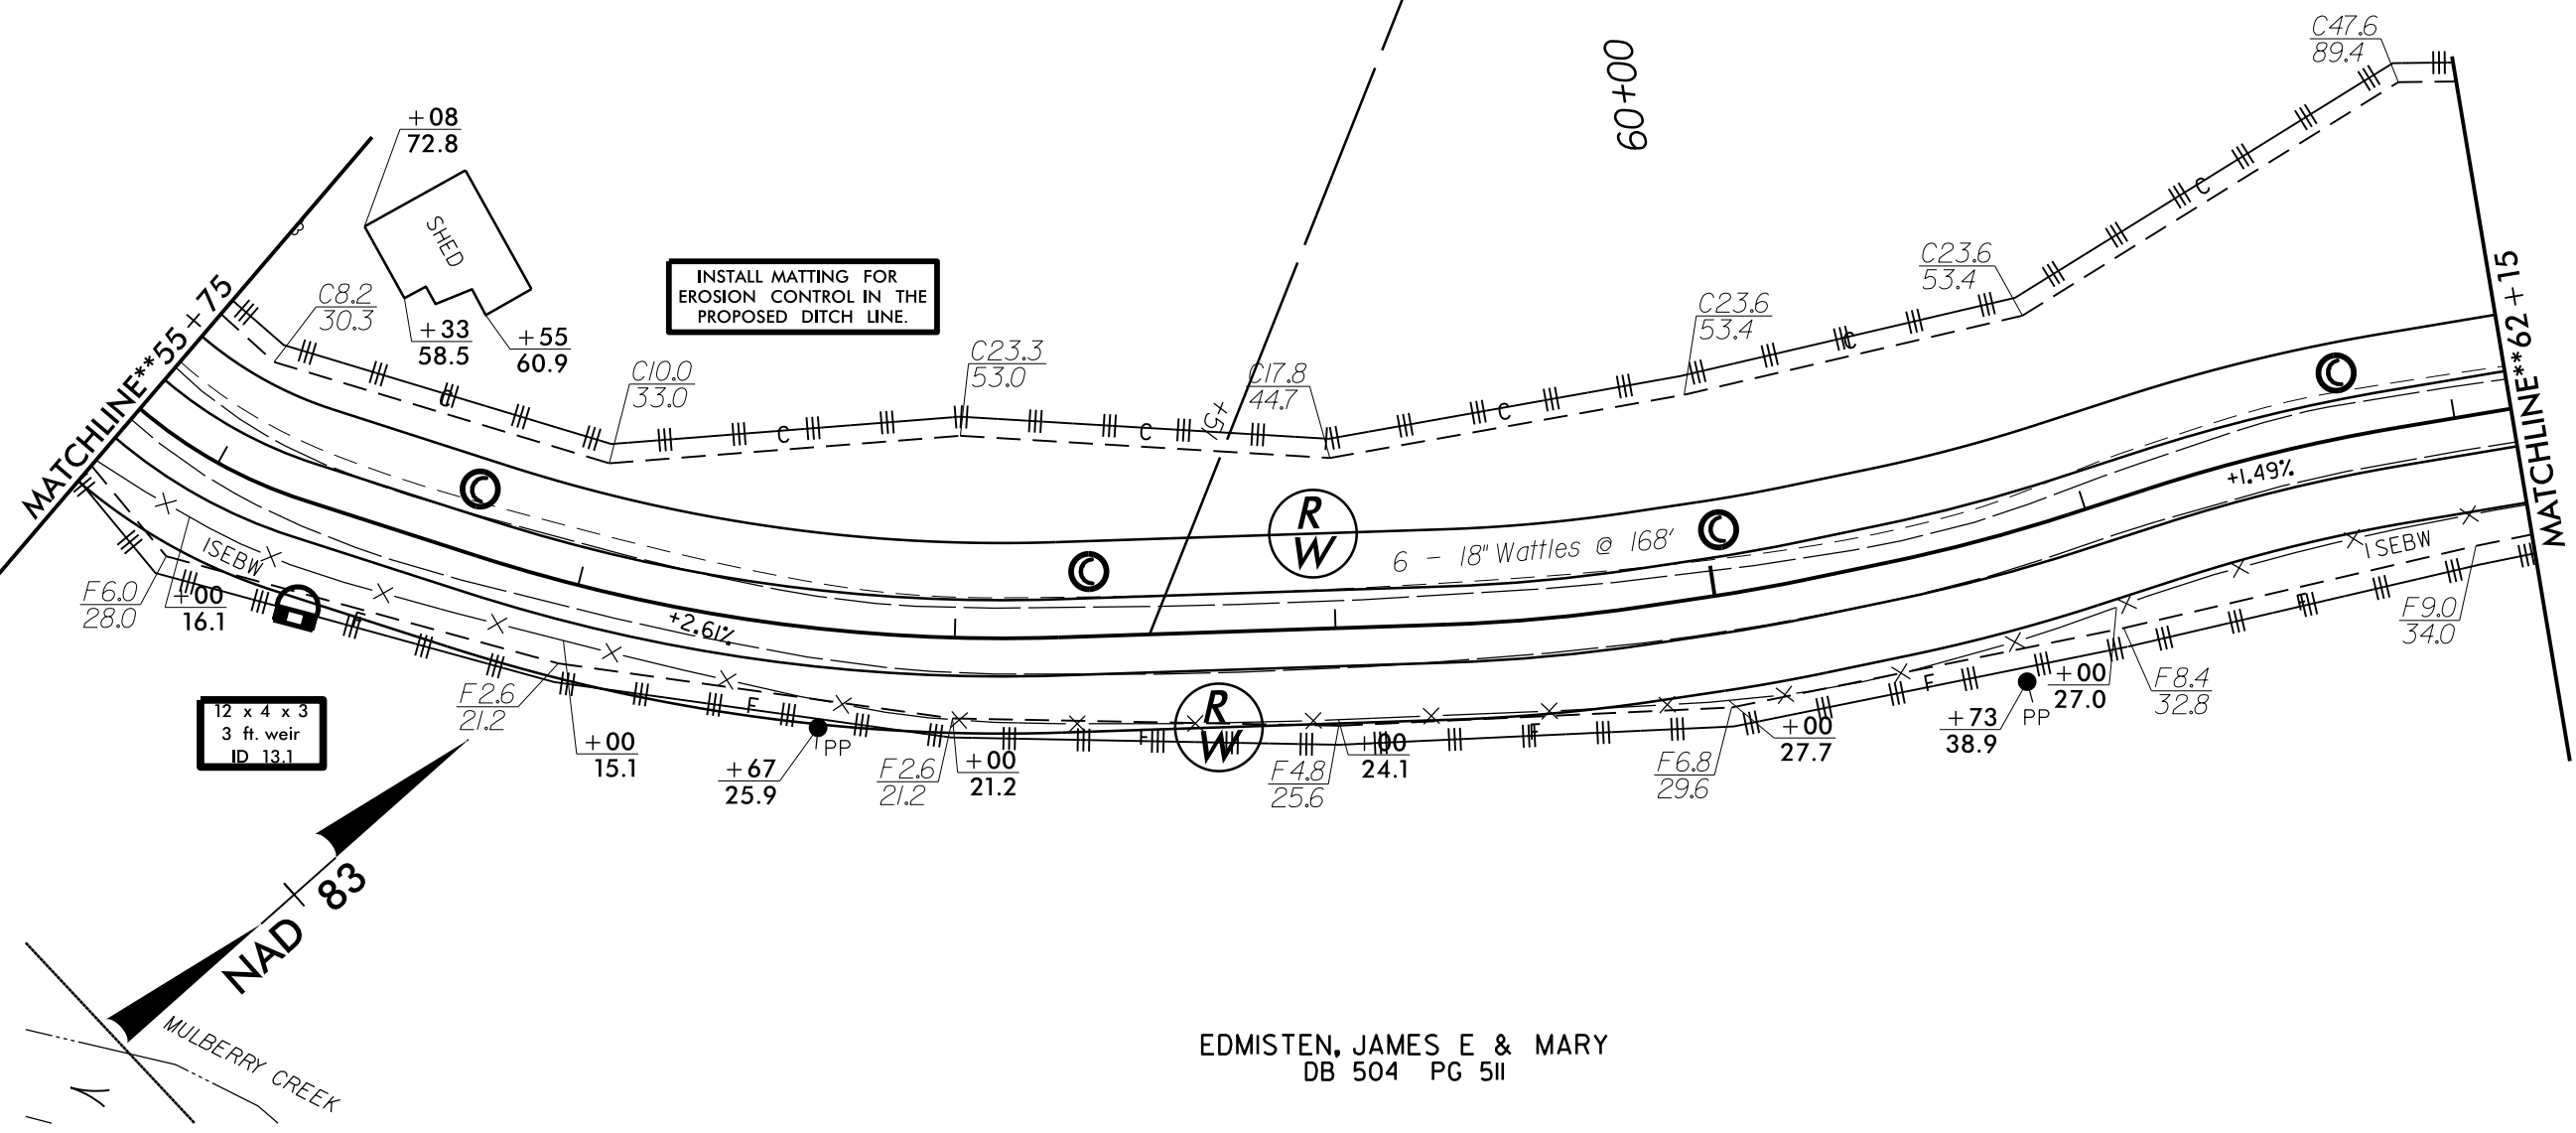 C47.6
89.4
60+00
+08
72.8
SHED
C8.2
30.3
+33
58.5
+55
60.9
INSTALL MATTING FOR
EROSION CONTROL IN THE
PROPOSED DITCH LINE.
MATCHLINE**55+75
C10.0
33.0
C23.3
53.0
C17.8
44.7
C23.6
53.4
C23.6
53.4
MATCHLINE**62+15
C
C
C
C
C
C
C
C
C
C
R
W
6 - 18" Wattles @ 168'
+1.49%
+2.61%
ISEBW
ISEBW
F6.0
28.0
+00
16.1
F
F
F
F
F
F
12 x 4 x 3
3 ft. weir
ID 13.1
F2.6
21.2
+00
15.1
+67
25.9
PP
F2.6
21.2
+00
21.2
R
W
F4.8
25.6
+00
24.1
F6.8
29.6
+00
27.7
+73
38.9
PP
+00
27.0
F8.4
32.8
F9.0
34.0
NAD 83
MULBERRY CREEK
EDMISTEN, JAMES E & MARY
DB 504 PG 511